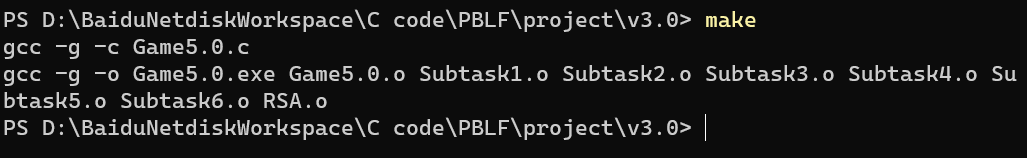 PS D:\BaiduNetdiskWorkspace\C code\PBLF\project\v3.0> make
gcc -g -c Game5.0.c
gcc -g -o Game5.0.exe Game5.0.o Subtask1.o Subtask2.o Subtask3.o Subtask4.o Su
btask5.o Subtask6.o RSA.o
PS D:\BaiduNetdiskWorkspace\C code\PBLF\project\v3.0>